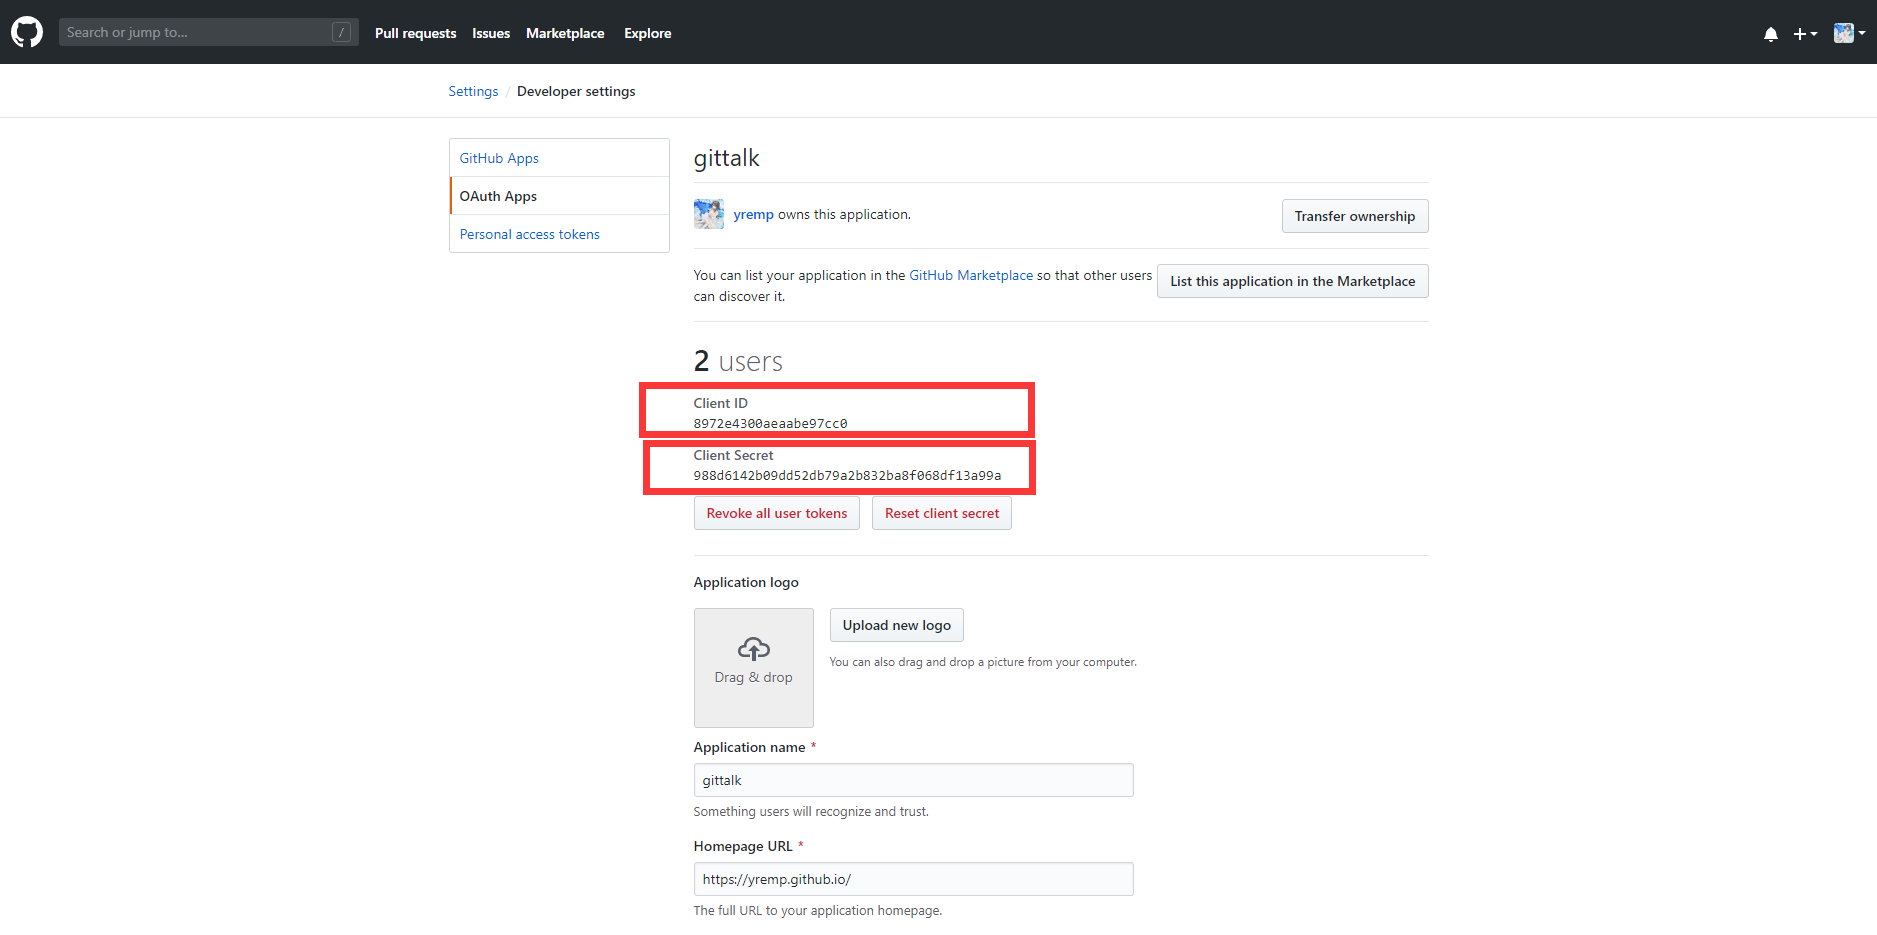 Search or jump to... /
Pull requests Issues Marketplace Explore
Settings / Developer settings
GitHub Apps
OAuth Apps
Personal access tokens
gittalk
yremp owns this application.
Transfer ownership
You can list your application in the GitHub Marketplace so that other users
can discover it.
List this application in the Marketplace
2 users
Client ID
8972e4300aeaabe97cc0
Client Secret
988d6142b09dd52db79a2b832ba8f068df13a99a
Revoke all user tokens
Reset client secret
Application logo
Drag & drop
Upload new logo
You can also drag and drop a picture from your computer.
Application name *
gittalk
Something users will recognize and trust.
Homepage URL *
https://yremp.github.io/
The full URL to your application homepage.